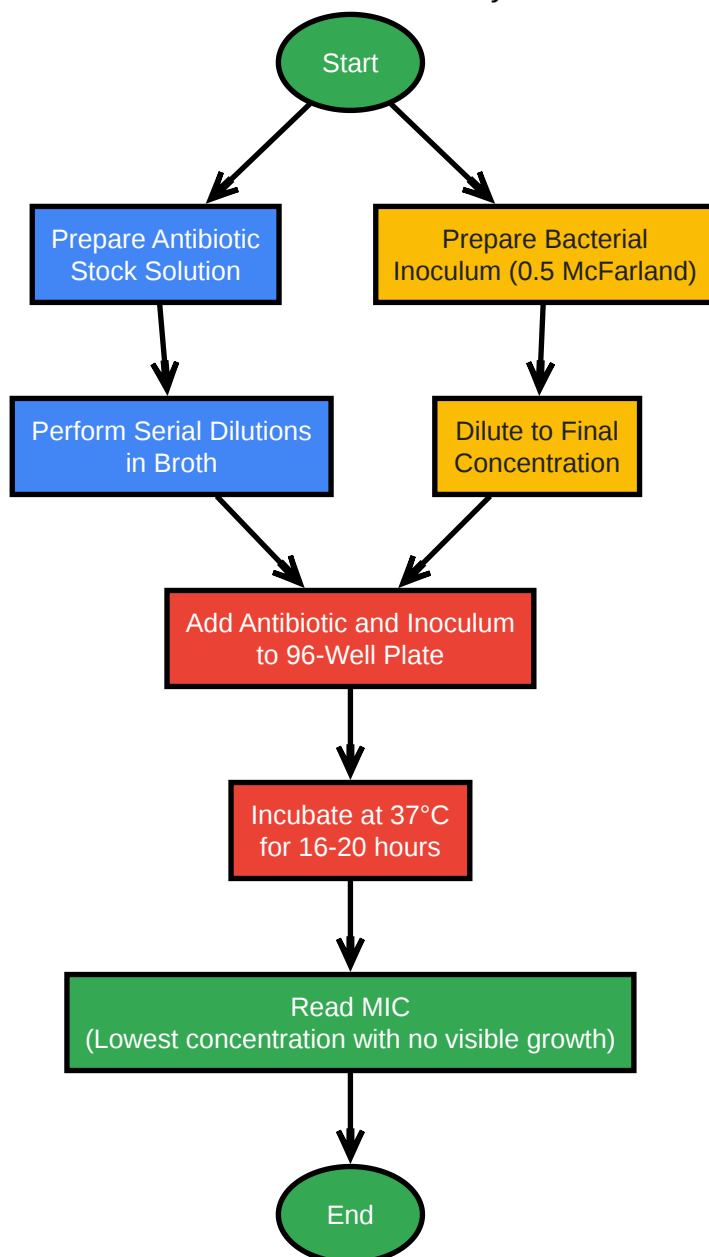 Start
Prepare Antibiotic
Stock Solution
Prepare Bacterial
Inoculum (0.5 McFarland)
Perform Serial Dilutions
in Broth
Dilute to Final
Concentration
Add Antibiotic and Inoculum
to 96-Well Plate
Incubate at 37°C
for 16-20 hours
Read MIC
(Lowest concentration with no visible growth)
End